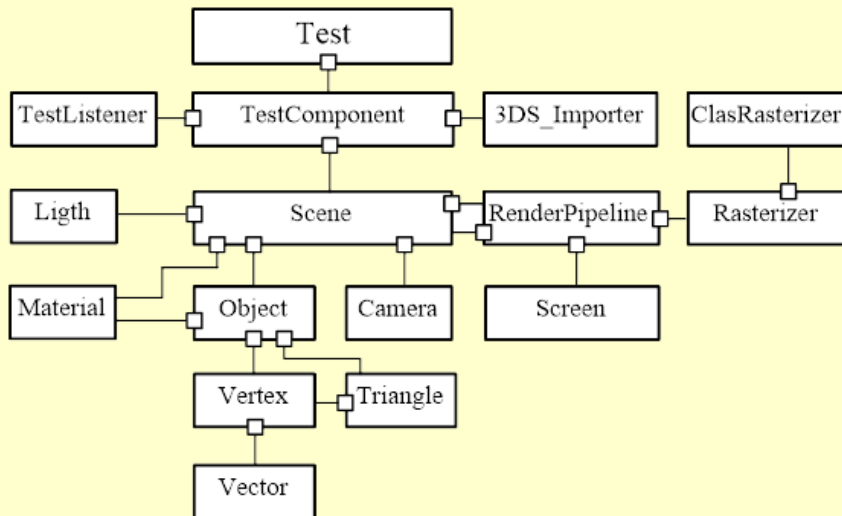 Test
TestListener
TestComponent
3DS_Importer
ClasRasterizer
Ligth
Scene
RenderPipeline
Rasterizer
Material
Object
Camera
Screen
Vertex
Triangle
Vector